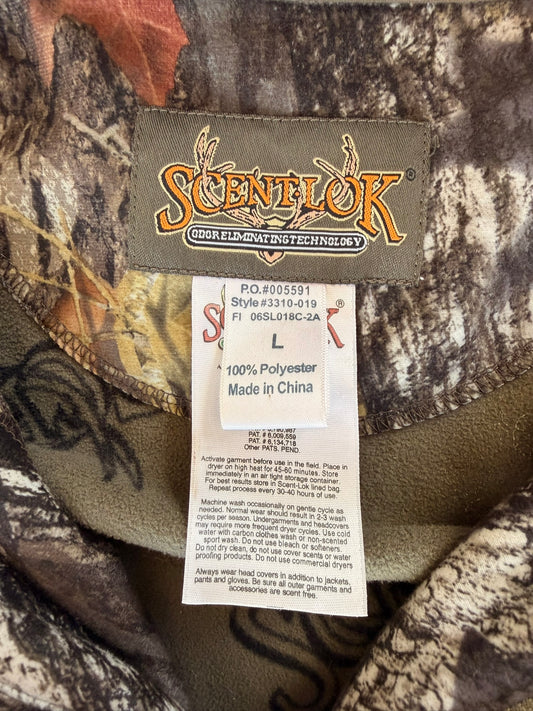 SCENT-LOK®
ODOR ELIMINATING TECHNOLOGY
P.O.#005591
Style#3310-019
FI 06SL018C-2A
®
L
100% Polyester
Made in China
PAT. # 6,009,559
PAT. # 6,134,718
Other PATS. PEND.
Activate garment before use in the field. Place in
dryer on high heat for 45-60 minutes. Store
immediately in an air tight storage container.
For best results store in Scent-Lok lined bag.
Repeat process every 30-40 hours of use.
Machine wash occasionally on gentle cycle as
needed. Normal wear should result in 2-3 wash
cycles per season. Undergarments and headcovers
may require more frequent dryer cycles. Use cold
water with carbon clothes wash or non-scented
sport wash. Do not use bleach or softeners.
Do not dry clean, do not use cover scents or water
proofing products. Do not use commercial dryers
Always wear head covers in addition to jackets,
pants and gloves. Be sure all outer garments and
accessories are scent free.